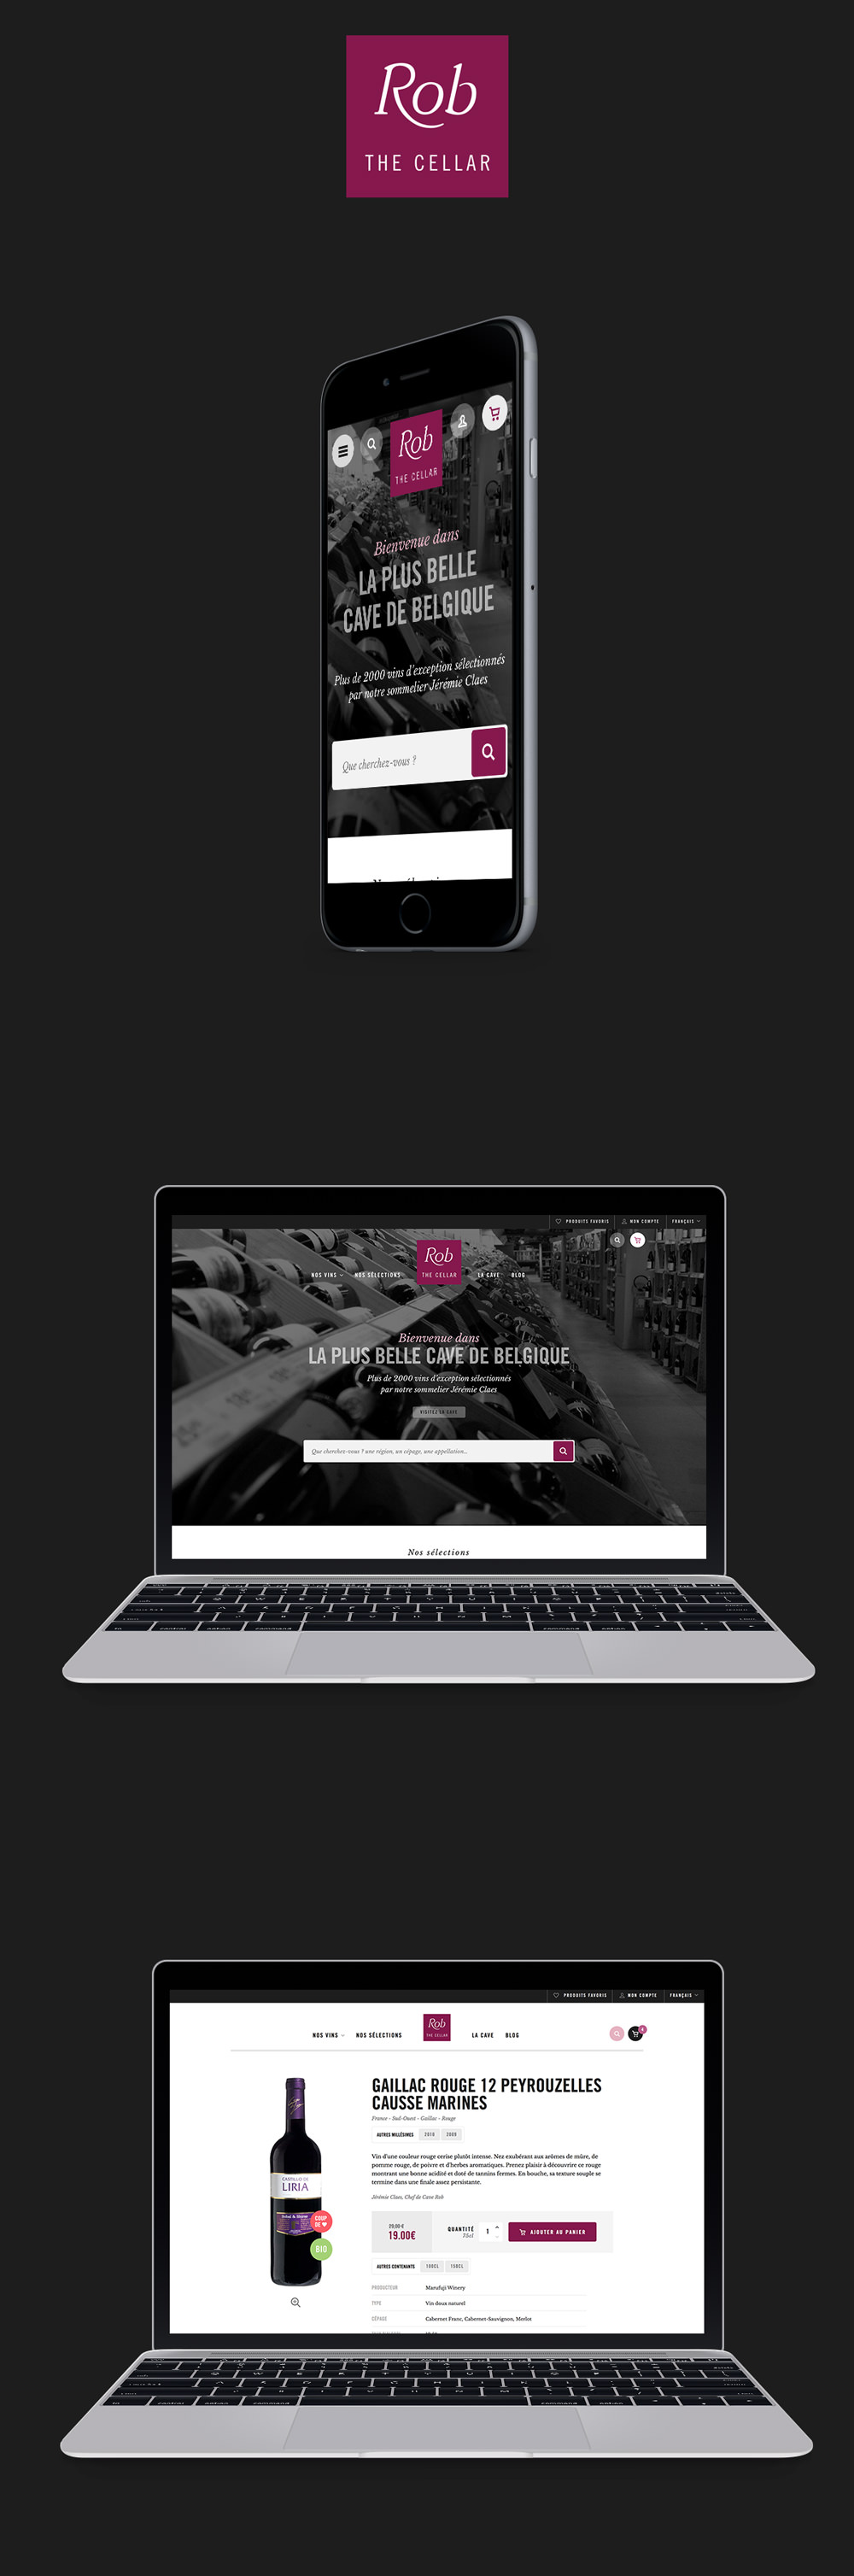 Rob
THE CELLAR
Rob
THE CELLAR
Bienvenue dans
LA PLUS BELLE
CAVE DE BELGIQUE
Plus de 2000 vins d'exception sélectionnés
par notre sommelier Jérémie Claes
Que cherchez-vous ?
PRODUITS FAVORIS
MON COMPTE
FRANÇAIS
Rob
THE CELLAR
NOS VINS
NOS SÉLECTIONS
LA CAVE
BLOG
Bienvenue dans
LA PLUS BELLE CAVE DE BELGIQUE
Plus de 2000 vins d'exception sélectionnés
par notre sommelier Jérémie Claes
VISITEZ LA CAVE
Que cherchez-vous ? une région, un cépage, une appellation...
Nos sélections
PRODUITS FAVORIS
MON COMPTE
FRANÇAIS
Rob
THE CELLAR
NOS VINS
NOS SÉLECTIONS
LA CAVE
BLOG
GAILLAC ROUGE 12 PEYROUZELLES
CAUSSE MARINES
France - Sud-Ouest - Gaillac - Rouge
AUTRES MILLÉSIMES
2010
2009
Vin d'une couleur rouge cerise plutôt intense. Nez exubérant aux arômes de mûre, de
pomme rouge, de poivre et d'herbes aromatiques. Prenez plaisir à découvrir ce rouge
montrant une bonne acidité et doté de tannins fermes. En bouche, sa texture souple se
termine dans une finale assez persistante.
Jérémie Claes, Chef de Cave Rob
CASTILLO DE
LIRIA
COUP
DE
BIO
19.00€
QUANTITÉ
75cl
1
AJOUTER AU PANIER
AUTRES CONTENANTS
100CL
150CL
PRODUCTEUR
Marufuji Winery
TYPE
Vin doux naturel
CÉPAGE
Cabernet Franc, Cabernet-Sauvignon, Merlot